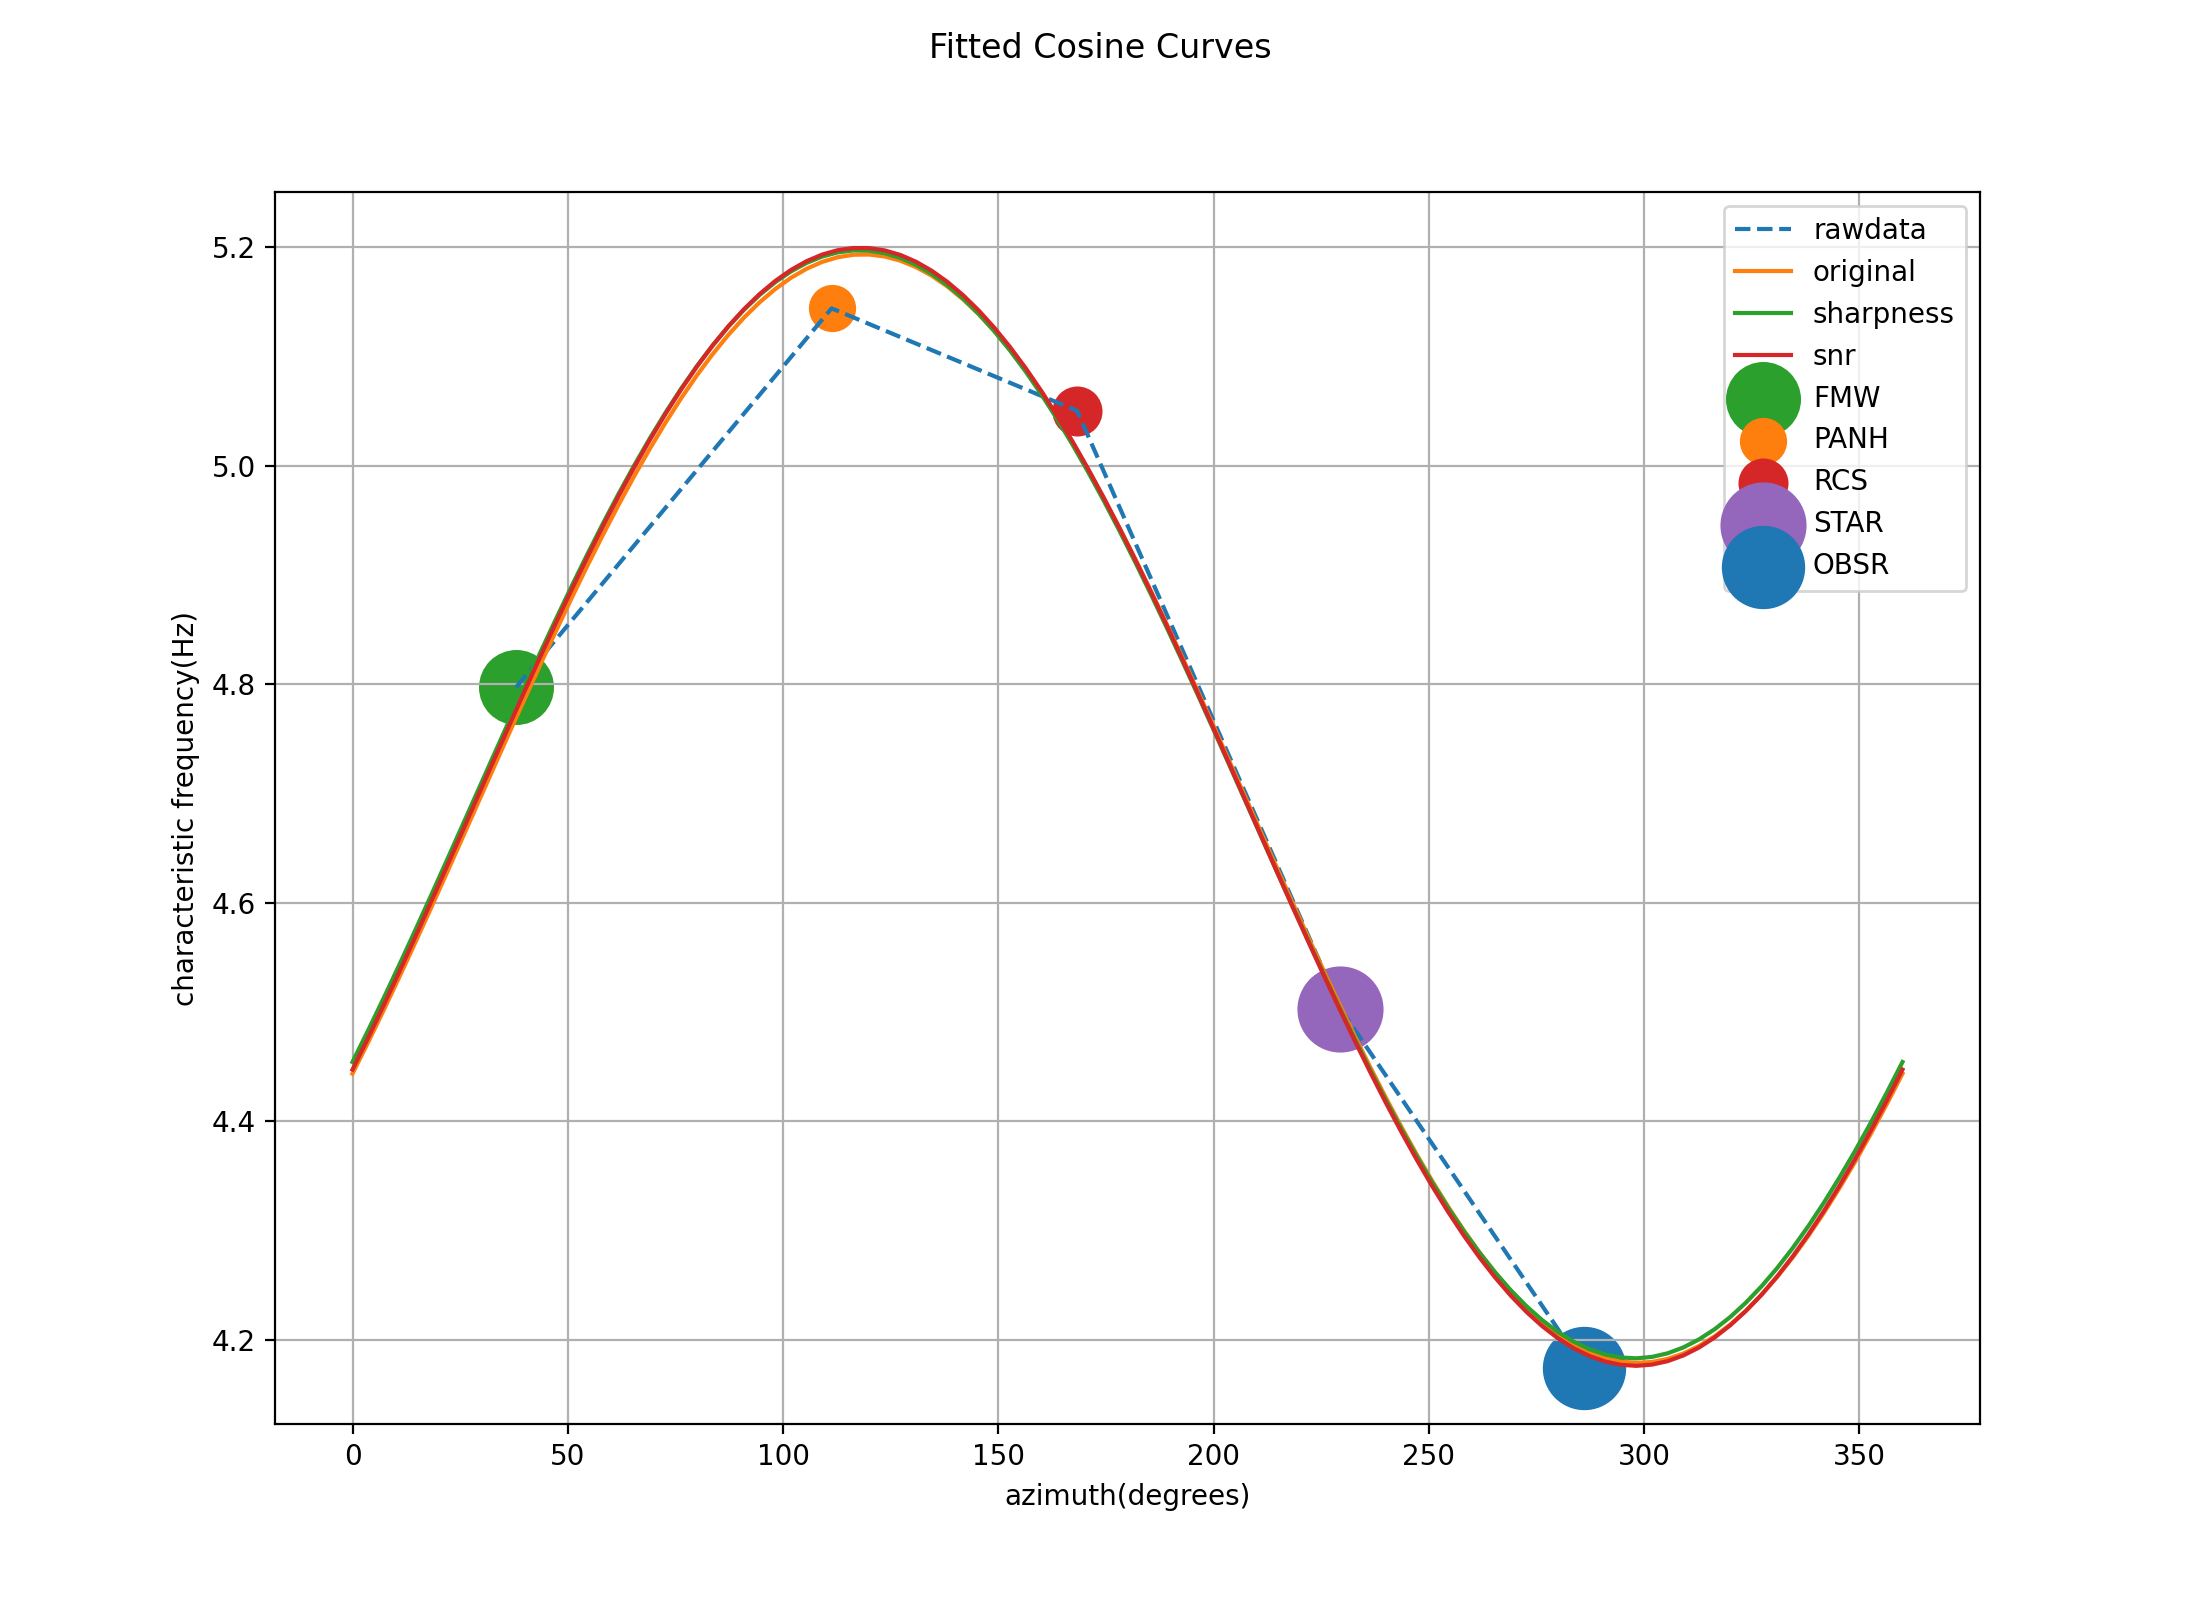 Fitted Cosine Curves
5.2
5.0
4.8
4.6
4.4
4.2
characteristic frequency(Hz)
rawdata
original
sharpness
snr
FMW
PANH
RCS
STAR
OBSR
0 50 100 150 200 250 300 350
azimuth(degrees)